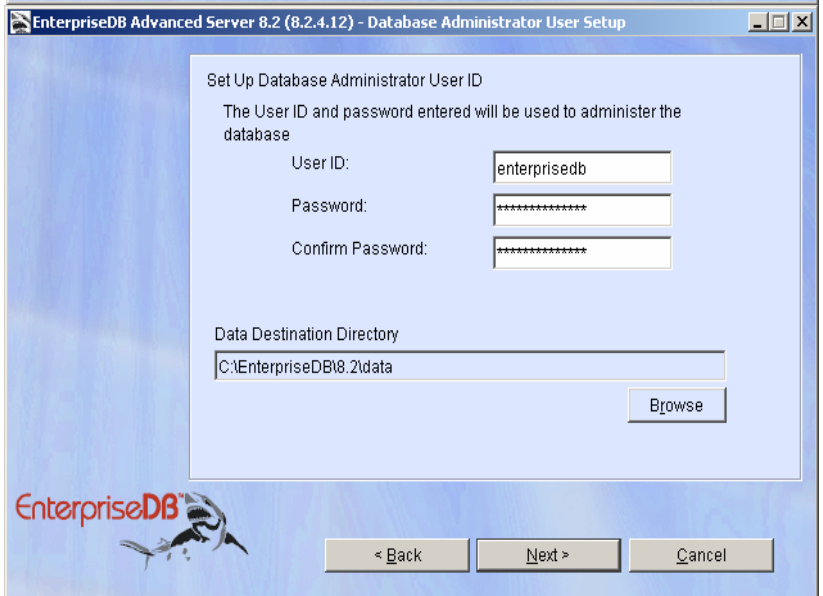 EnterpriseDB Advanced Server 8.2 (8.2.4.12) - Database Administrator User Setup
Set Up Database Administrator User ID
The User ID and password entered will be used to administer the
database
User ID: enterprisedb
Password: **************
Confirm Password: **************
Data Destination Directory
C:\EnterpriseDB\8.2\data
Browse
EnterpriseDB™
< Back Next > Cancel